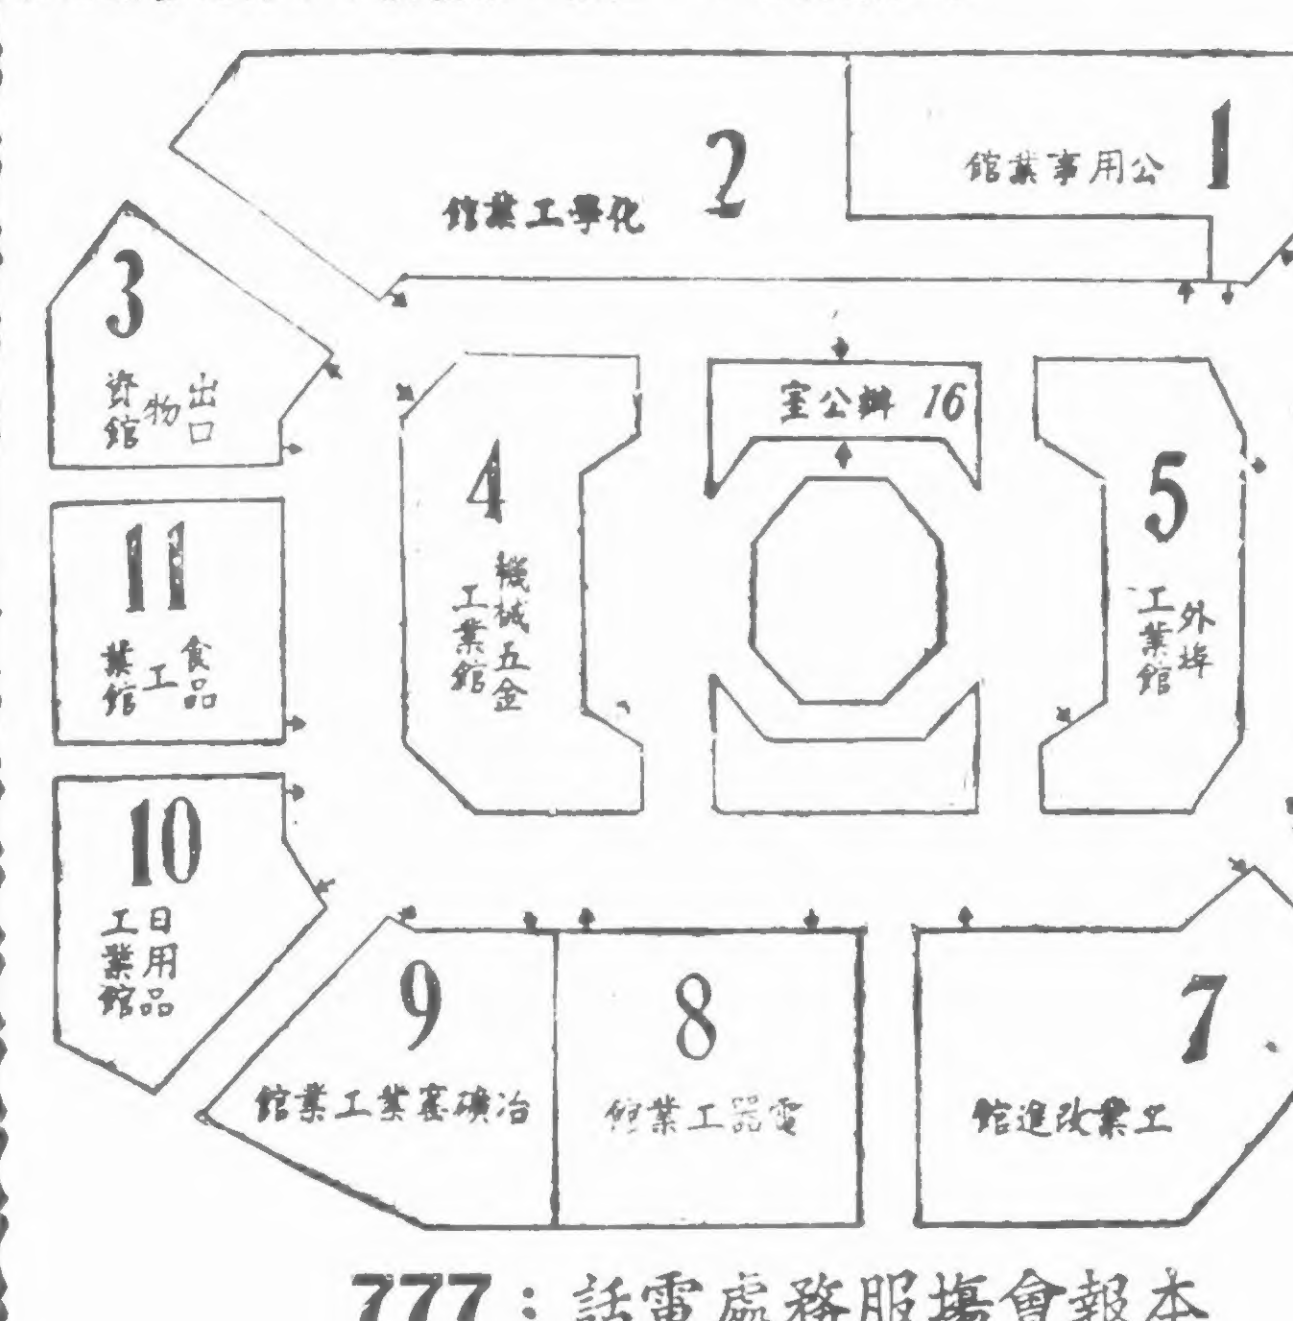 1
公用事業館
2
化學工業館
3
出口
物
資館
16 辦公室
4
機械五金
工業館
5
外埠
工業館
11
食品
工
業館
10
日用品
工業館
9
冶礦窰業工業館
8
電器工業館
7
工業改進館
本報會塲服務處電話：777